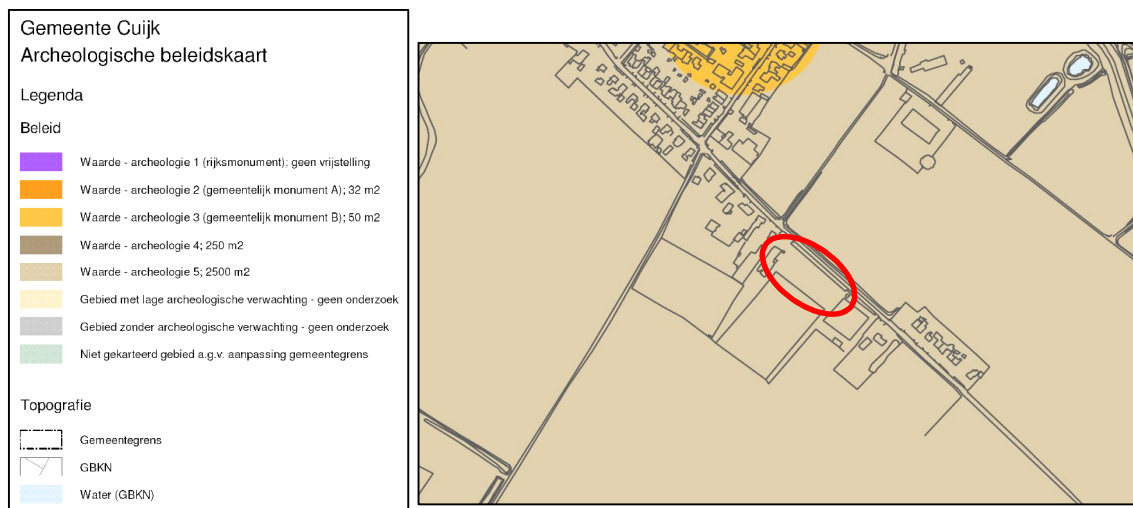 Gemeente Cuijk
Archeologische beleidskaart
Legenda
Beleid
Waarde - archeologie 1 (rijksmonument); geen vrijstelling
Waarde - archeologie 2 (gemeentelijk monument A); 32 m2
Waarde - archeologie 3 (gemeentelijk monument B); 50 m2
Waarde - archeologie 4; 250 m2
Waarde - archeologie 5; 2500 m2
Gebied met lage archeologische verwachting - geen onderzoek
Gebied zonder archeologische verwachting - geen onderzoek
Niet gekarteerd gebied a.g.v. aanpassing gemeentegrens
Topografie
Gemeentegrens
GBKN
Water (GBKN)